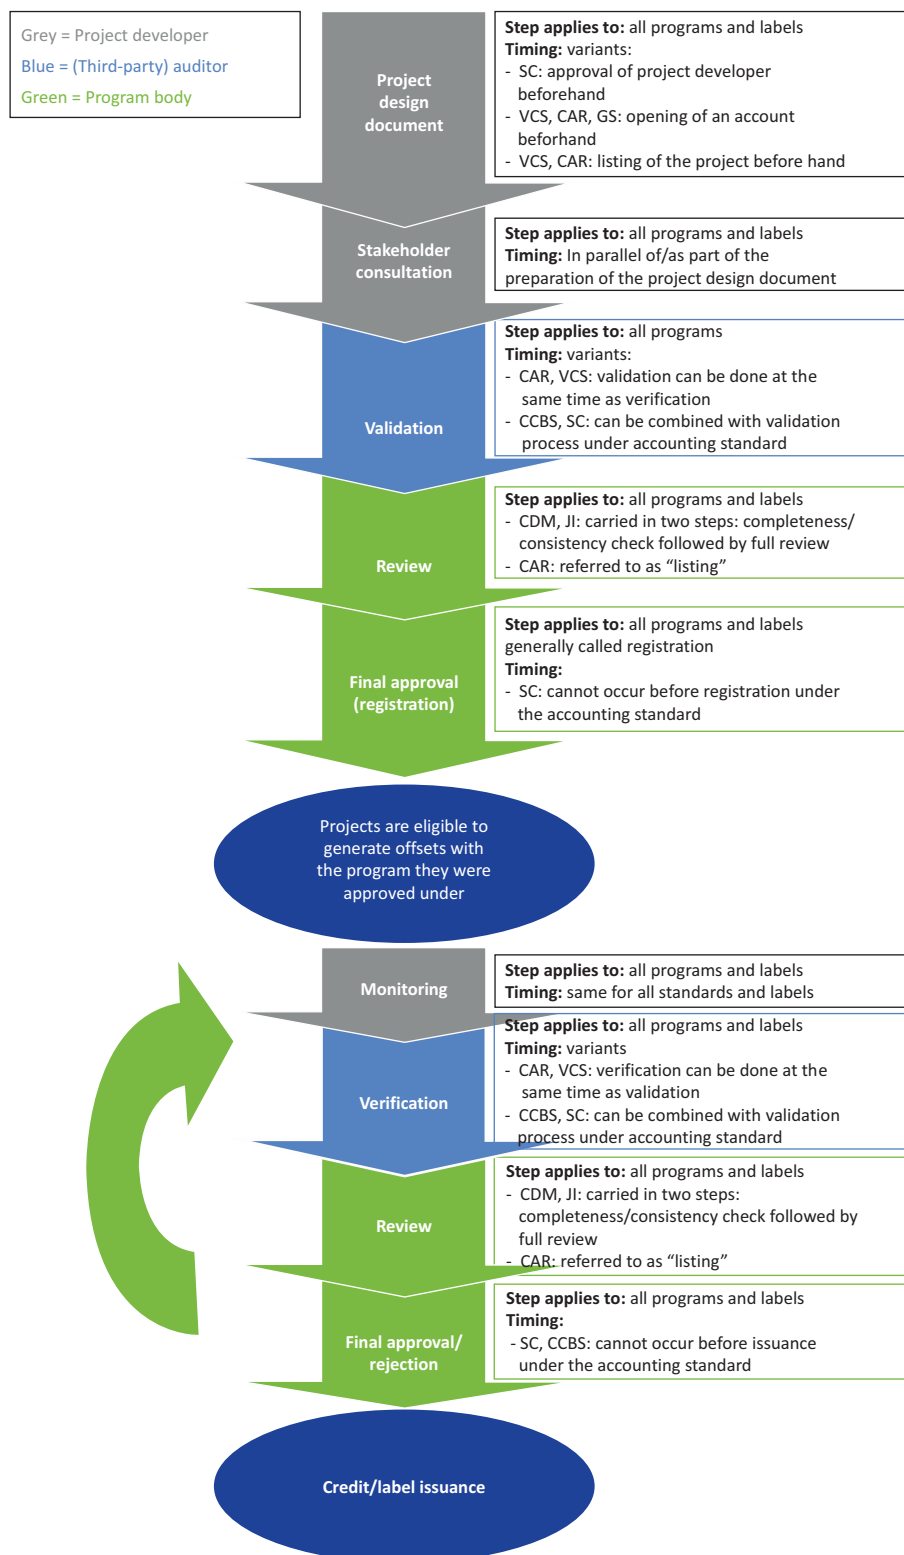 Grey = Project developer
Blue = (Third-party) auditor
Green = Program body
Project
design
document
Step applies to: all programs and labels
Timing: variants:
- SC: approval of project developer
beforehand
- VCS, CAR, GS: opening of an account
beforhand
- VCS, CAR: listing of the project before hand
Stakeholder
consultation
Step applies to: all programs and labels
Timing: In parallel of/as part of the
preparation of the project design document
Validation
Step applies to: all programs
Timing: variants:
- CAR, VCS: validation can be done at the
same time as verification
- CCBS, SC: can be combined with validation
process under accounting standard
Review
Step applies to: all programs and labels
- CDM, JI: carried in two steps: completeness/
consistency check followed by full review
- CAR: referred to as “listing”
Final approval
(registration)
Step applies to: all programs and labels
generally called registration
Timing:
- SC: cannot occur before registration under
the accounting standard
Projects are eligible to
generate offsets with
the program they were
approved under
Monitoring
Step applies to: all programs and labels
Timing: same for all standards and labels
Verification
Step applies to: all programs and labels
Timing: variants
- CAR, VCS: verification can be done at the
same time as validation
- CCBS, SC: can be combined with validation
process under accounting standard
Review
Step applies to: all programs and labels
- CDM, JI: carried in two steps:
completeness/consistency check followed by
full review
- CAR: referred to as “listing”
Final approval/
rejection
Step applies to: all programs and labels
Timing:
- SC, CCBS: cannot occur before issuance
under the accounting standard
Credit/label issuance